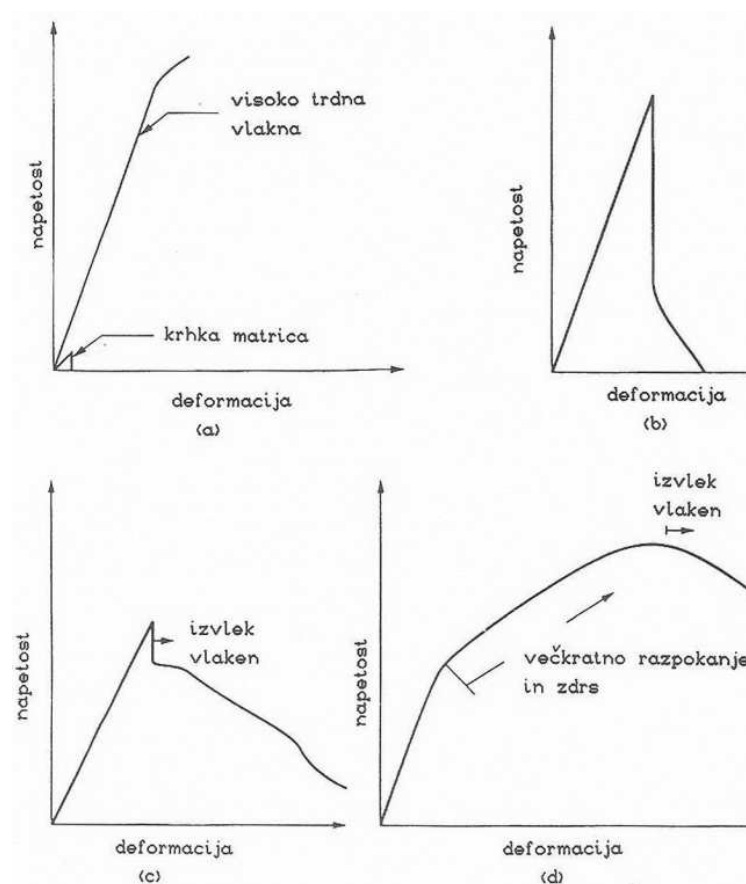 visoko trdna
vlakna
napetost
krhka matrica
deformacija
(a)
napetost
deformacija
(b)
izvlek
vlaken
napetost
deformacija
(c)
izvlek
vlaken
večkratno razpokanje
in zdrs
napetost
deformacija
(d)